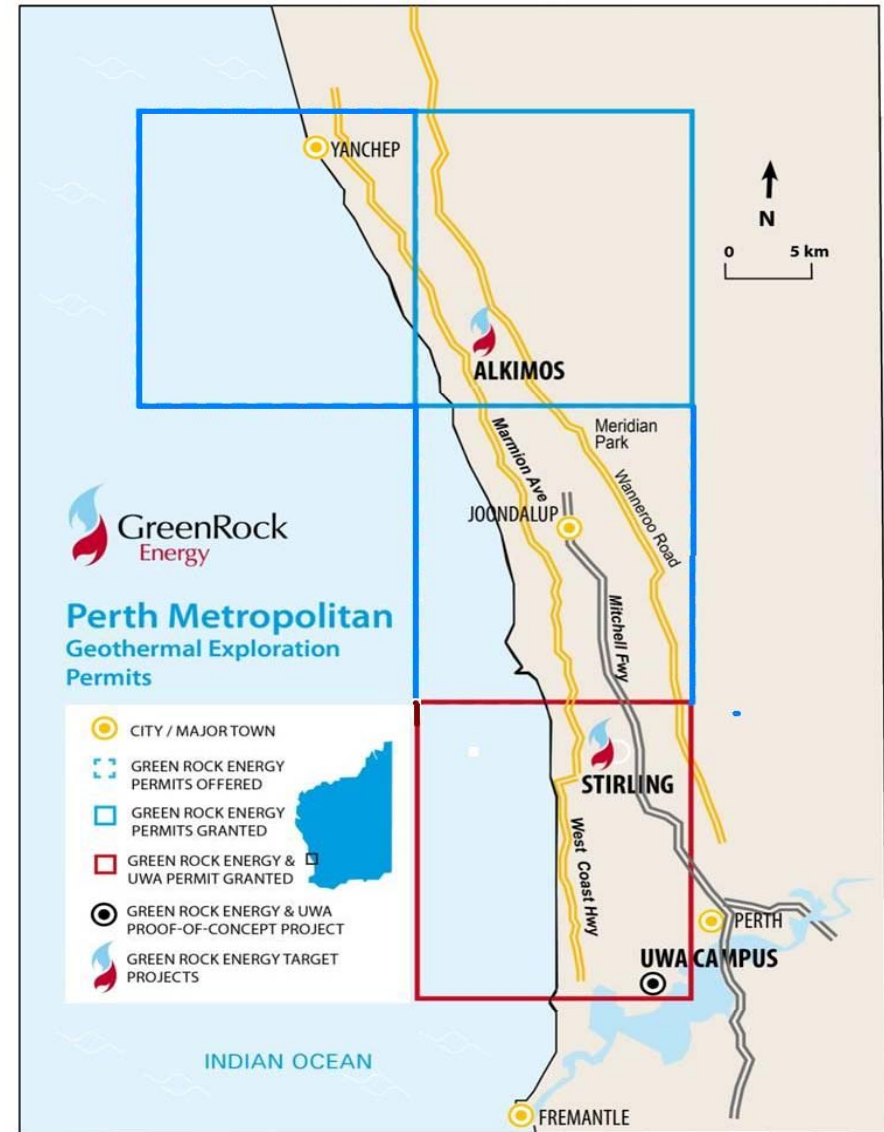 YANCHEP
N
0 5 km
ALKIMOS
Meridian
Park
Marmion Ave
Wanneroo Road
JOONDALUP
Mitchell Fwy
GreenRock
Energy
Perth Metropolitan
Geothermal Exploration
Permits
CITY / MAJOR TOWN
GREEN ROCK ENERGY
PERMITS OFFERED
GREEN ROCK ENERGY
PERMITS GRANTED
GREEN ROCK ENERGY &
UWA PERMIT GRANTED
GREEN ROCK ENERGY & UWA
PROOF-OF-CONCEPT PROJECT
GREEN ROCK ENERGY TARGET
PROJECTS
STIRLING
West Coast Hwy
PERTH
UWA CAMPUS
INDIAN OCEAN
FREMANTLE